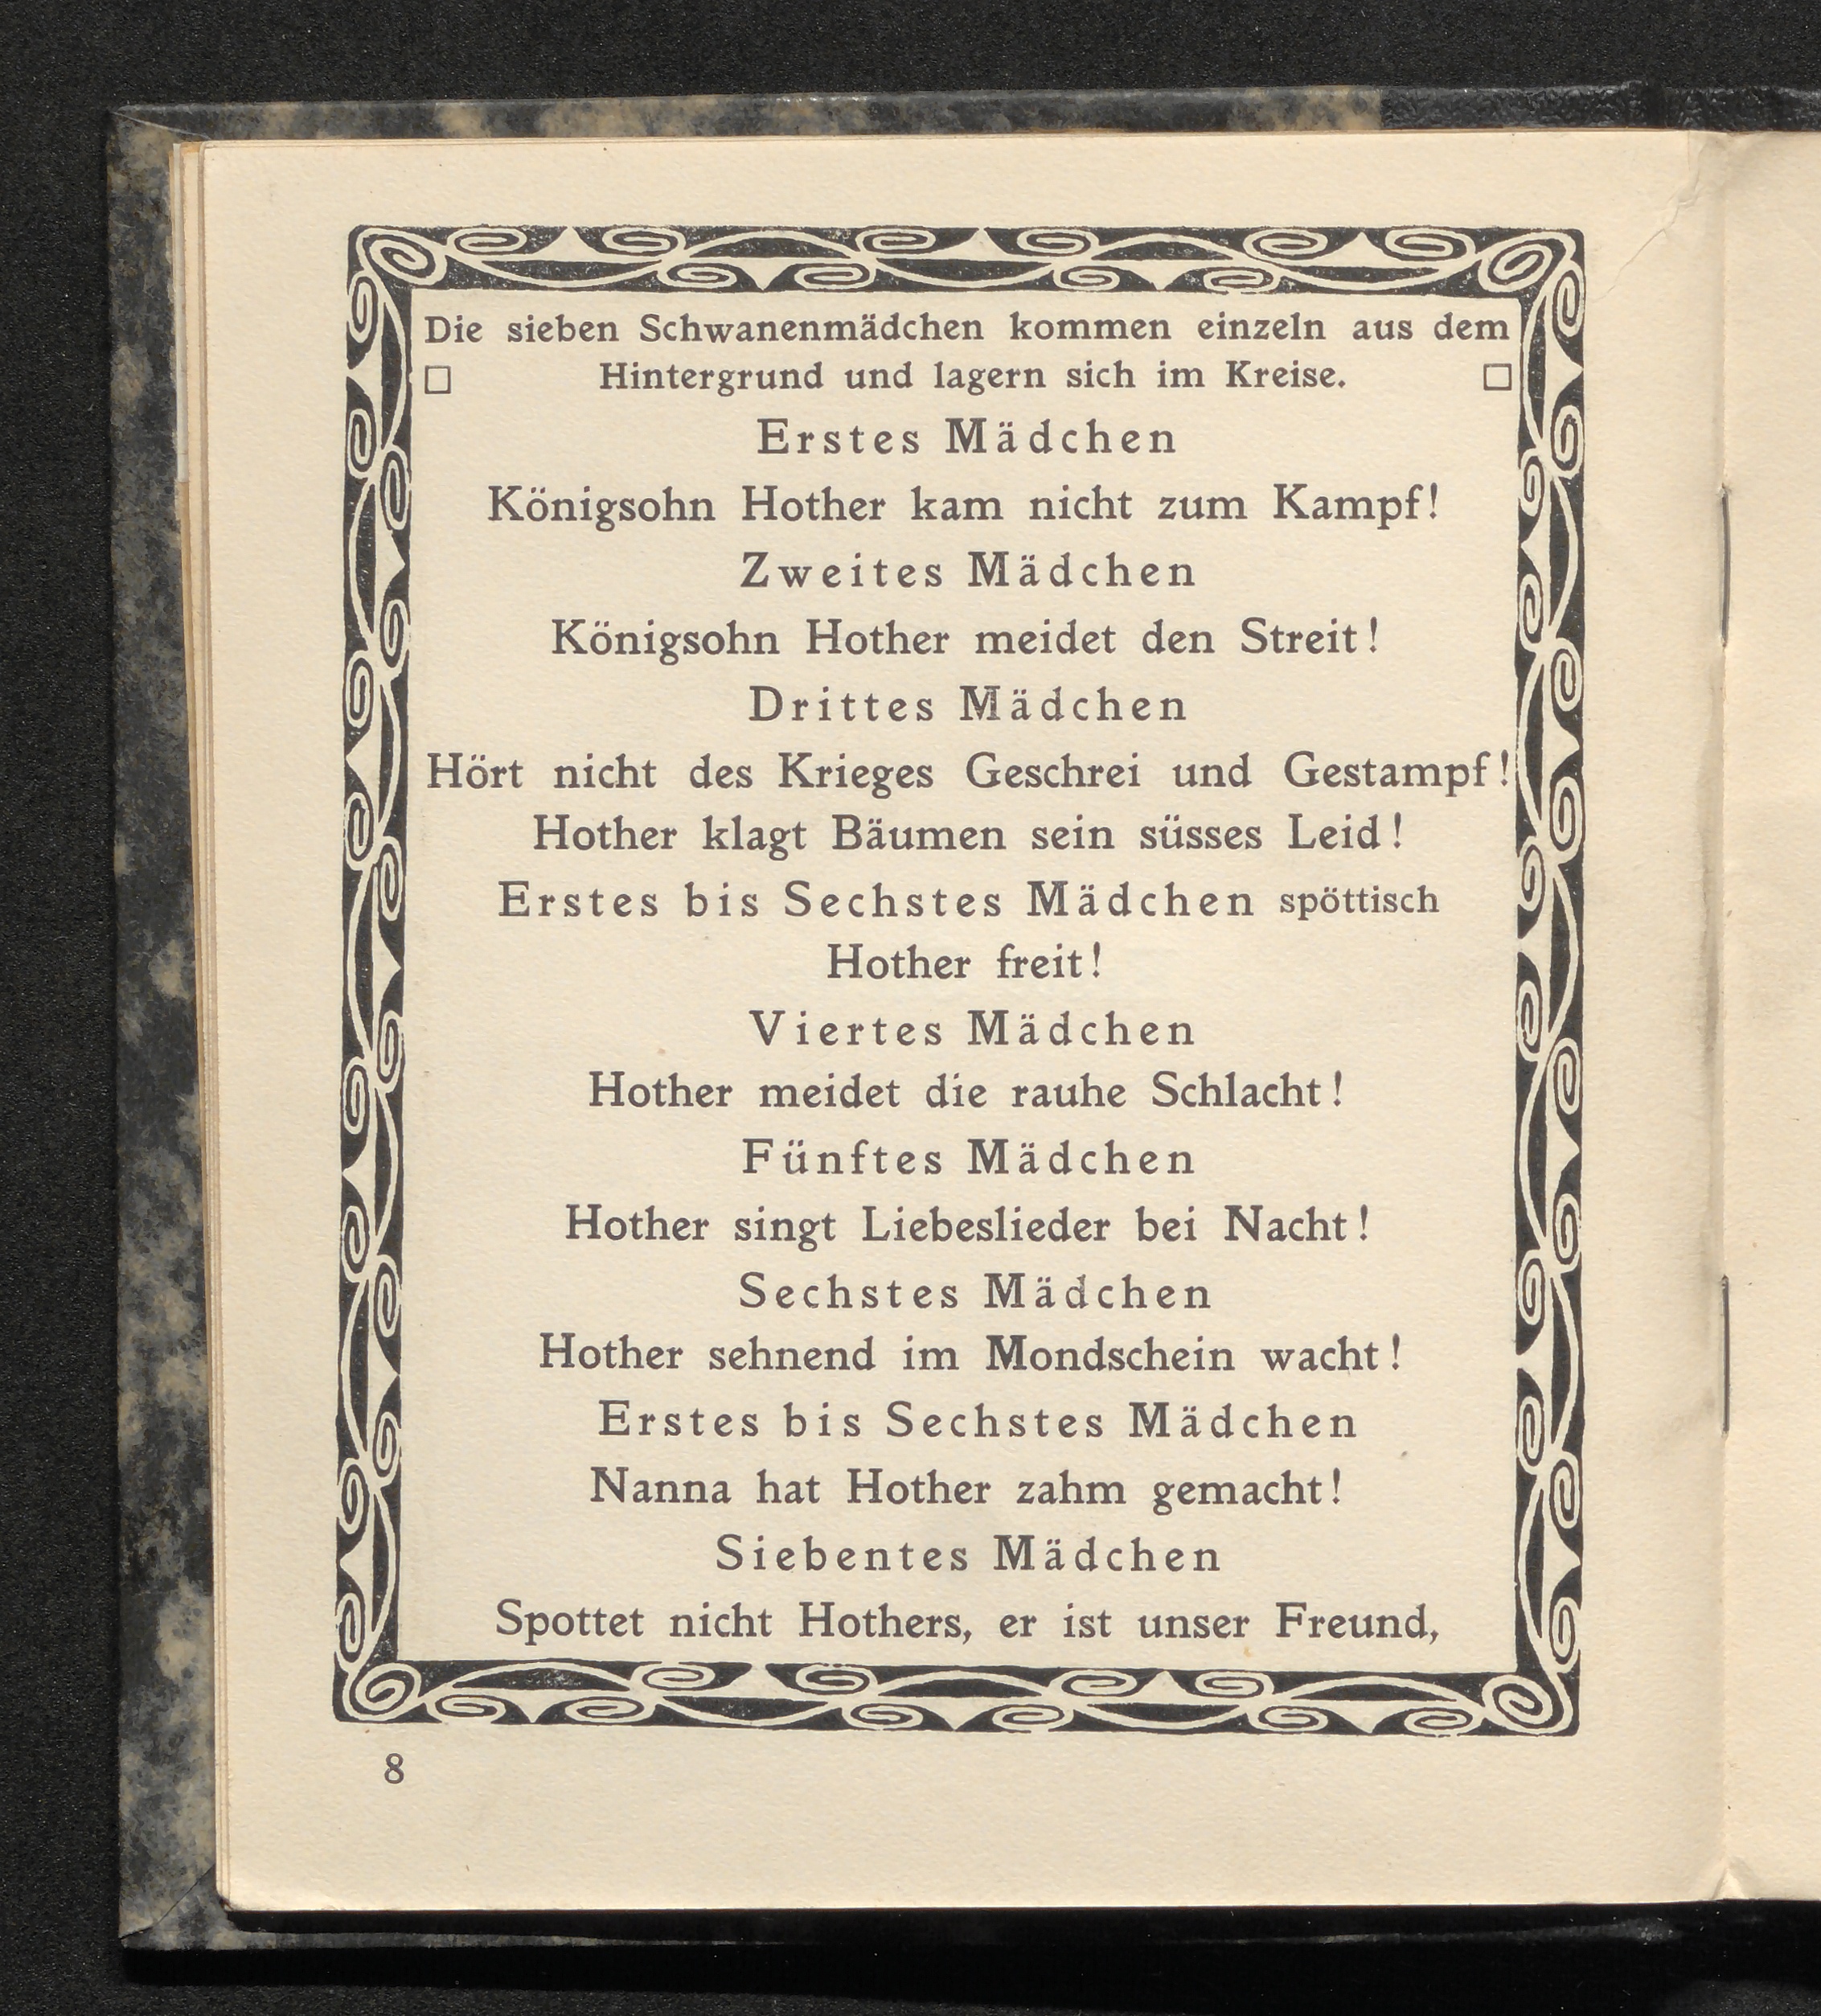 Die sieben Schwanenmädchen kommen einzeln aus dem
Hintergrund und lagern sich im Kreise.
Erstes Mädchen
Königsohn Hother kam nicht zum Kampf!
Zweites Mädchen
Königsohn Hother meidet den Streit!
Drittes Mädchen
Hört nicht des Krieges Geschrei und Gestampf!
Hother klagt Bäumen sein süsses Leid!
Erstes bis Sechstes Mädchen spöttisch
Hother freit!
Viertes Mädchen
Hother meidet die rauhe Schlacht!
Fünftes Mädchen
Hother singt Liebeslieder bei Nacht!
Sechstes Mädchen
Hother sehnend im Mondschein wacht!
Erstes bis Sechstes Mädchen
Nanna hat Hother zahm gemacht!
Siebentes Mädchen
Spottet nicht Hothers, er ist unser Freund,
8